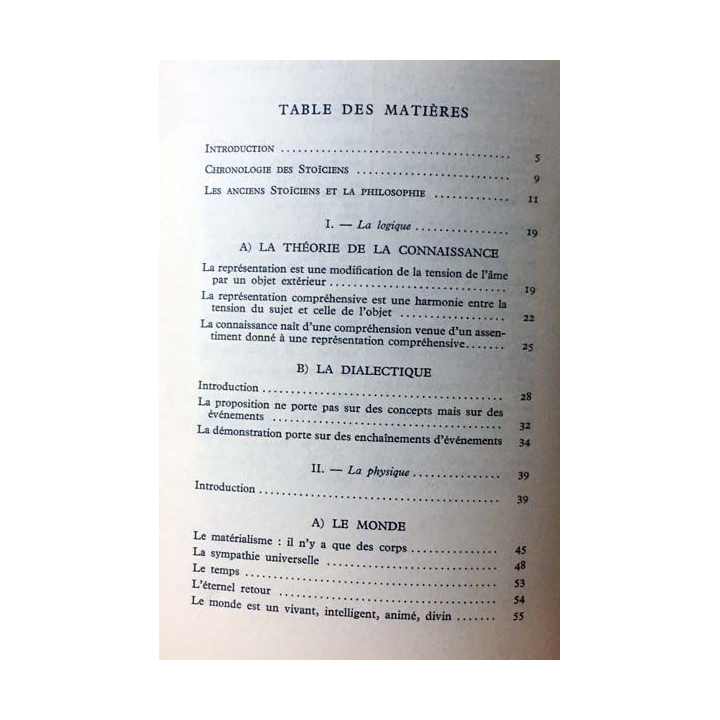 TABLE DES MATIÈRES
INTRODUCTION ........................................ 5
CHRONOLOGIE DES STOÏCIENS ........................... 9
LES ANCIENS STOÏCIENS ET LA PHILOSOPHIE ............. 11
I. — La logique ................ 19
A) LA THÉORIE DE LA CONNAISSANCE
La représentation est une modification de la tension de l'âme
par un objet extérieur ................................ 19
La représentation compréhensive est une harmonie entre la
tension du sujet et celle de l'objet .................. 22
La connaissance naît d'une compréhension venue d'un assen-
timent donné à une représentation compréhensive....... 25
B) LA DIALECTIQUE
Introduction ........................................ 28
La proposition ne porte pas sur des concepts mais sur des
événements ........................................ 32
La démonstration porte sur des enchaînements d'événements 34
II. — La physique ............... 39
Introduction ........................................ 39
A) LE MONDE
Le matérialisme : il n'y a que des corps ............... 45
La sympathie universelle ............................. 48
Le temps ........................................... 53
L'éternel retour .................................... 54
Le monde est un vivant, intelligent, animé, divin ....... 55